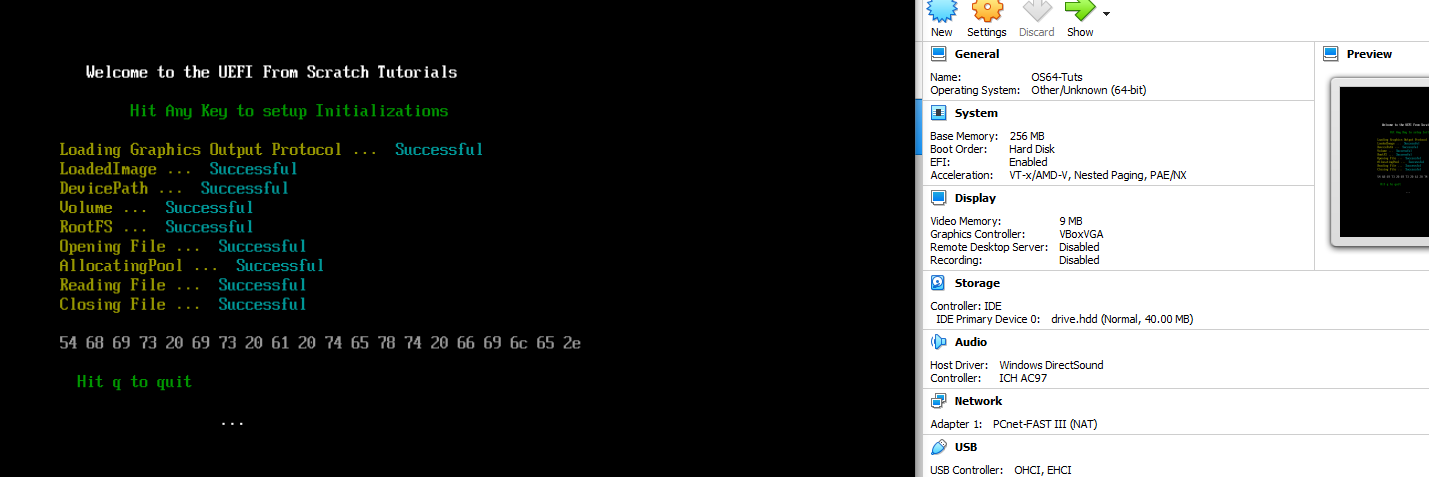 Welcome to the UEFI From Scratch Tutorials
Hit Any Key to setup Initializations
Loading Graphics Output Protocol ... Successful
LoadedImage ... Successful
DevicePath ... Successful
Volume ... Successful
RootFS ... Successful
Opening File ... Successful
AllocatingPool ... Successful
Reading File ... Successful
Closing File ... Successful
54 68 69 73 20 69 73 20 61 20 74 65 78 74 20 66 69 6c 65 2e
Hit q to quit
...
New Settings Discard Show
General
Name: OS64-Tuts
Operating System: Other/Unknown (64-bit)
System
Base Memory: 256 MB
Boot Order: Hard Disk
EFI: Enabled
Acceleration: VT-x/AMD-V, Nested Paging, PAE/NX
Display
Video Memory: 9 MB
Graphics Controller: VBoxVGA
Remote Desktop Server: Disabled
Recording: Disabled
Storage
Controller: IDE
IDE Primary Device 0: drive.hdd (Normal, 40.00 MB)
Audio
Host Driver: Windows DirectSound
Controller: ICH AC97
Network
Adapter 1: PCnet-FAST III (NAT)
USB
USB Controller: OHCI, EHCI
Preview